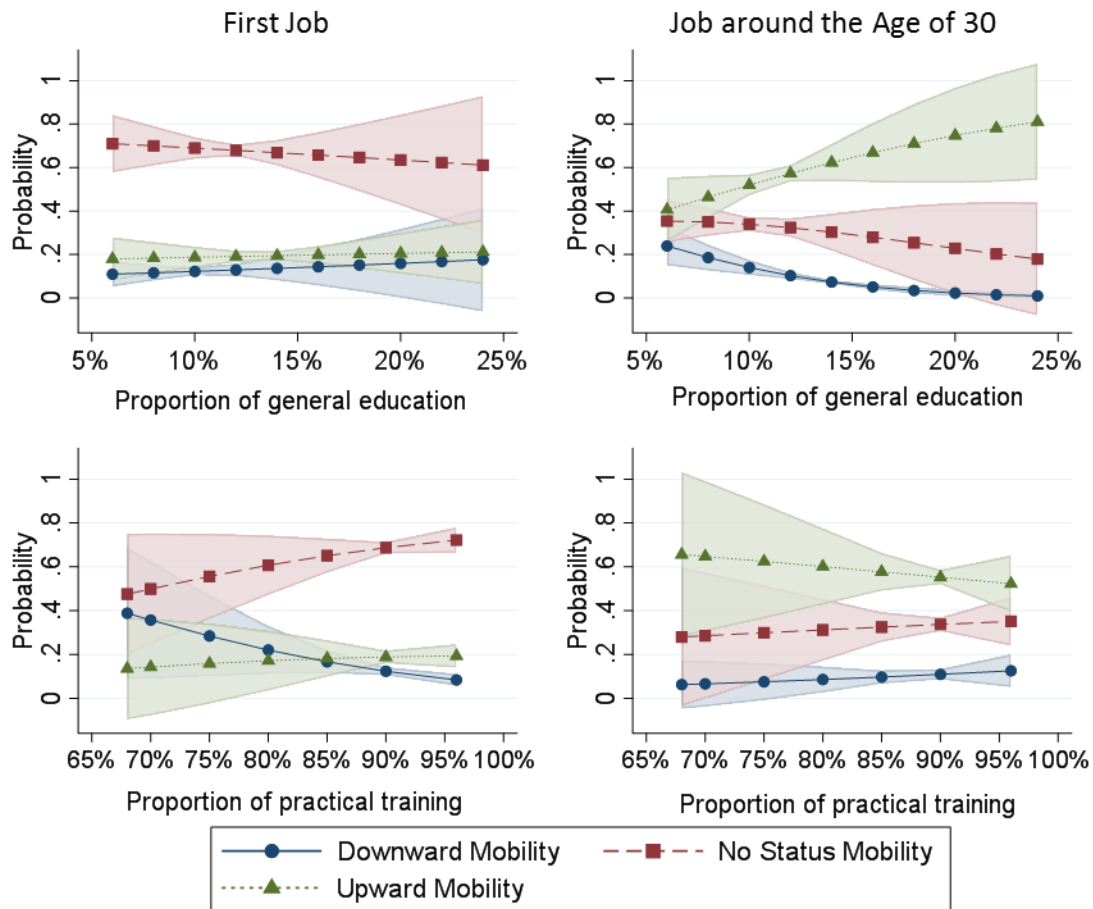 First Job
Job around the Age of 30
Probability
0 .2 .4 .6 .8 1
5% 10% 15% 20% 25%
Proportion of general education
Probability
0 .2 .4 .6 .8 1
5% 10% 15% 20% 25%
Proportion of general education
Probability
0 .2 .4 .6 .8 1
65% 70% 75% 80% 85% 90% 95% 100%
Proportion of practical training
Probability
0 .2 .4 .6 .8 1
65% 70% 75% 80% 85% 90% 95% 100%
Proportion of practical training
Downward Mobility
No Status Mobility
Upward Mobility